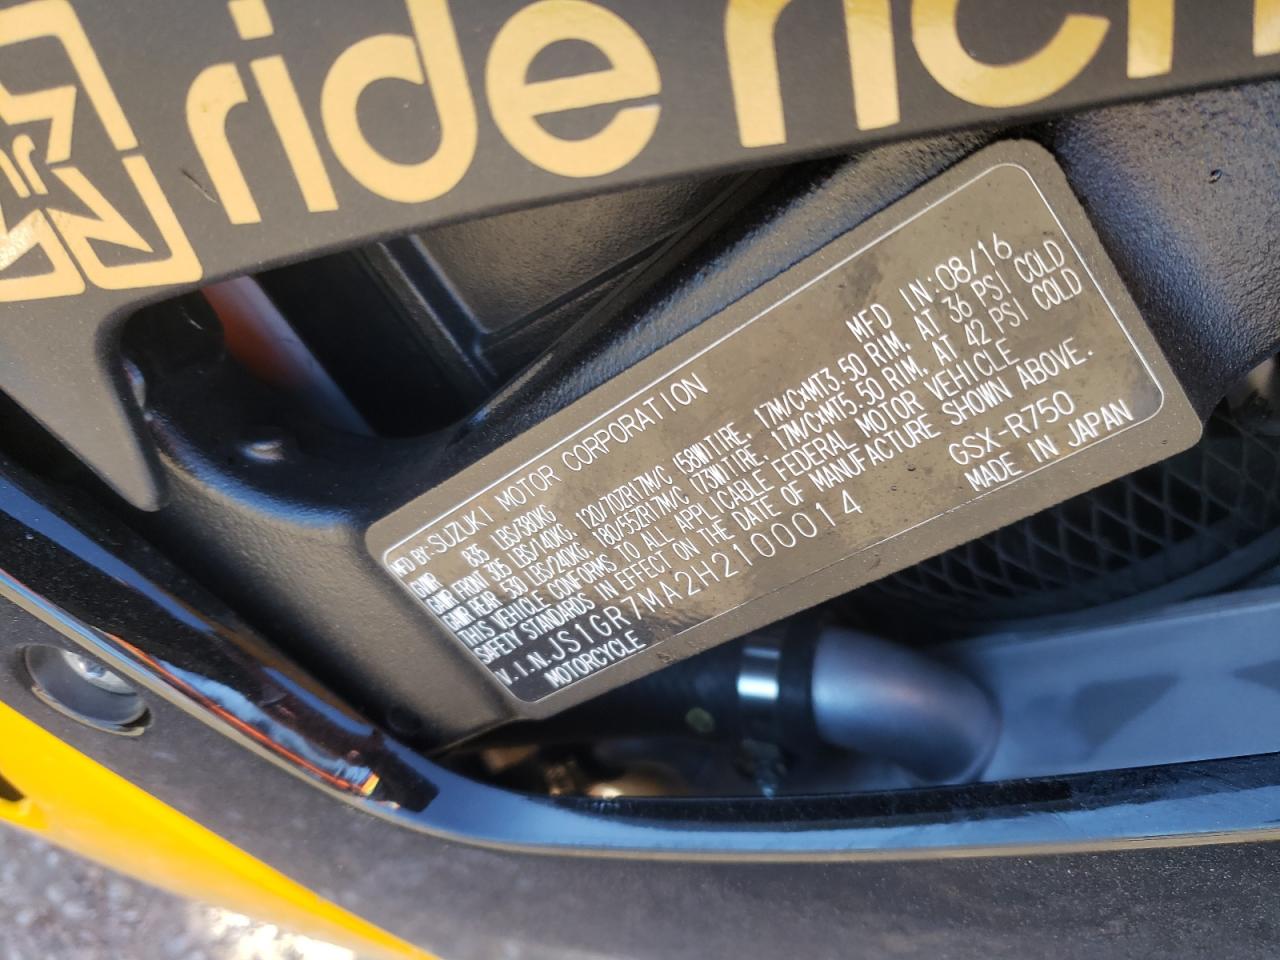 ride rich
MFD BY:SUZUKI MOTOR CORPORATION
MFD IN:08/16
GVWR 835 LBS/380KG
GAWR FRONT 305 LBS/140KG, 120/70ZR17M/C (58W)TIRE, 17M/CxMT3.50 RIM, AT 36 PSI COLD
GAWR REAR 530 LBS/240KG, 180/55ZR17M/C (73W)TIRE, 17M/CxMT5.50 RIM, AT 42 PSI COLD
THIS VEHICLE CONFORMS TO ALL APPLICABLE FEDERAL MOTOR VEHICLE
SAFETY STANDARDS IN EFFECT ON THE DATE OF MANUFACTURE SHOWN ABOVE.
V.I.N.JS1GR7MA2H2100014
GSX-R750
MOTORCYCLE
MADE IN JAPAN